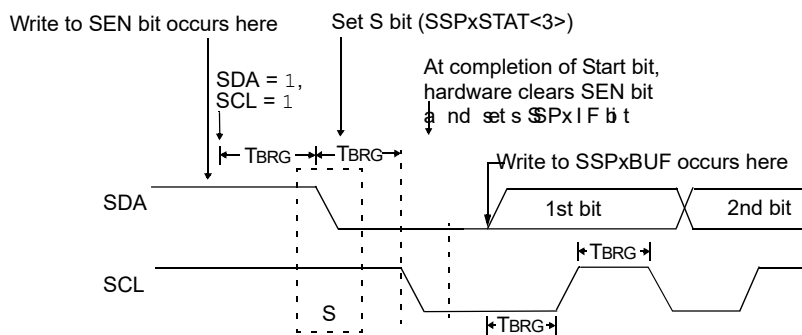 Write to SEN bit occurs here
Set S bit (SSPxSTAT<3>)
SDA = 1,
SCL = 1
At completion of Start bit,
hardware clears SEN bit
and sets SSPxIF bit
TBRG
TBRG
Write to SSPxBUF occurs here
SDA
1st bit
2nd bit
TBRG
SCL
S
TBRG